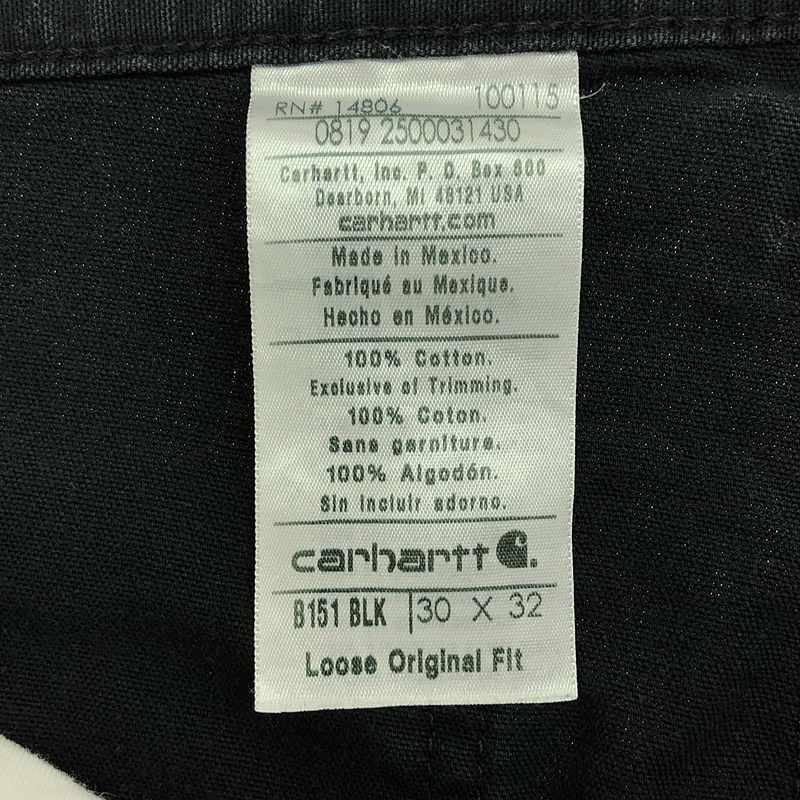 RN# 14806 100115
0819 2500031430
Carhartt, Inc. P. O. Box 600
Dearborn, MI 48121 USA
carhartt.com
Made in Mexico.
Fabriqué au Mexique.
Hecho en México.
100% Cotton.
Exclusive of Trimming.
100% Coton.
Sans garniture.
100% Algodón.
Sin incluir adorno.
carhartt
B151 BLK 30 X 32
Loose Original Fit